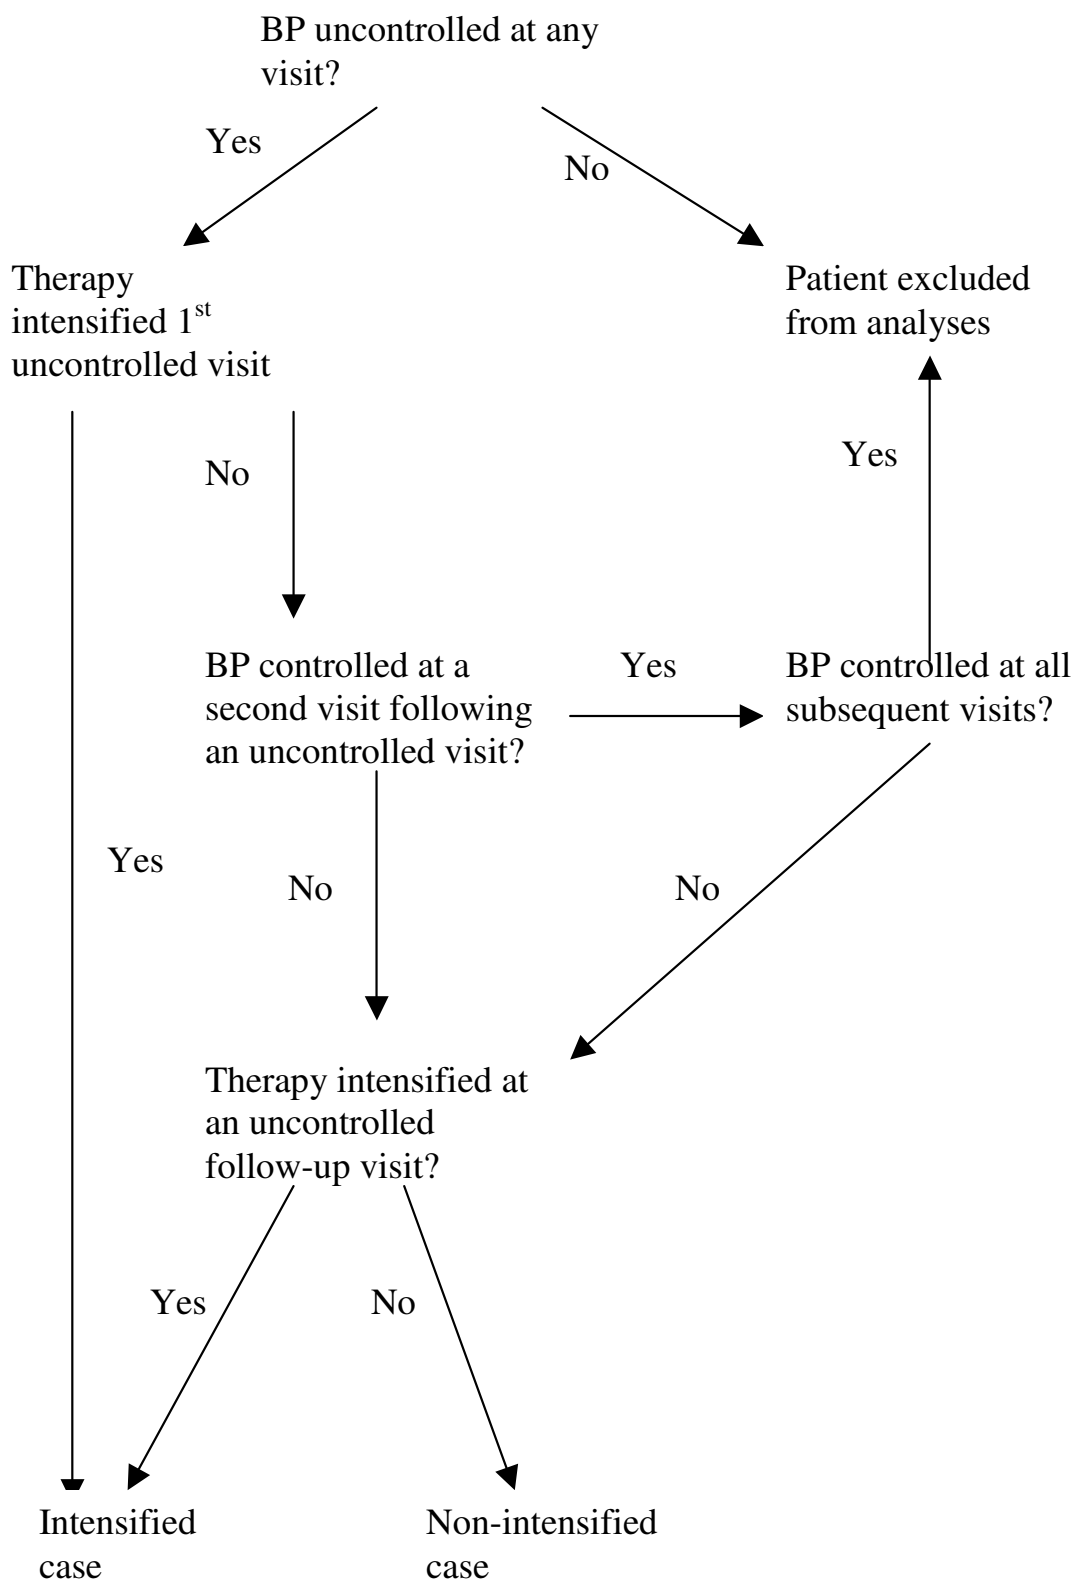 BP uncontrolled at any
visit?
Yes
No
Therapy
intensified 1st
uncontrolled visit
Patient excluded
from analyses
Yes
No
BP controlled at a
second visit following
an uncontrolled visit?
Yes
BP controlled at all
subsequent visits?
Yes
No
No
Therapy intensified at
an uncontrolled
follow-up visit?
Yes
No
Intensified
case
Non-intensified
case